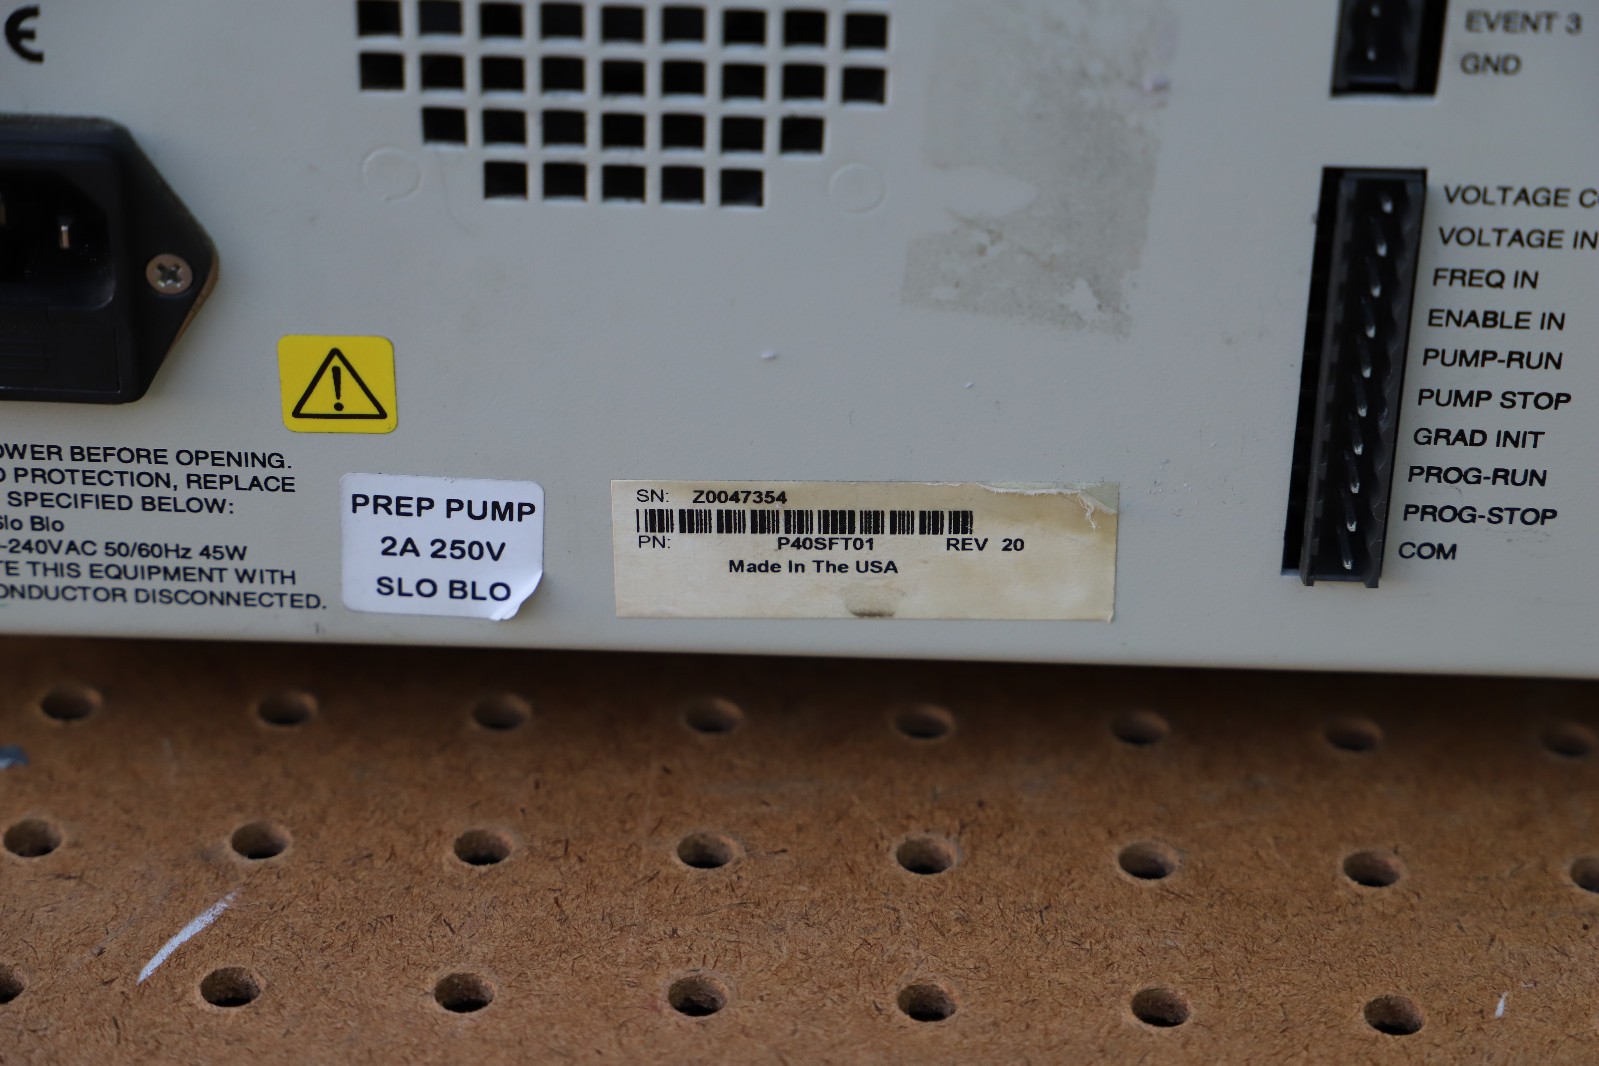 CE
EVENT 3
GND
VOLTAGE
VOLTAGE IN
FREQ IN
ENABLE IN
PUMP-RUN
PUMP STOP
GRAD INIT
PROG-RUN
PROG-STOP
COM
OWER BEFORE OPENING.
PROTECTION, REPLACE
SPECIFIED BELOW:
Slo Blo
-240VAC 50/60Hz 45W
TE THIS EQUIPMENT WITH
ONDUCTOR DISCONNECTED.
PREP PUMP
2A 250V
SLO BLO
SN: Z0047354
PN: P40SFT01 REV 20
Made In The USA